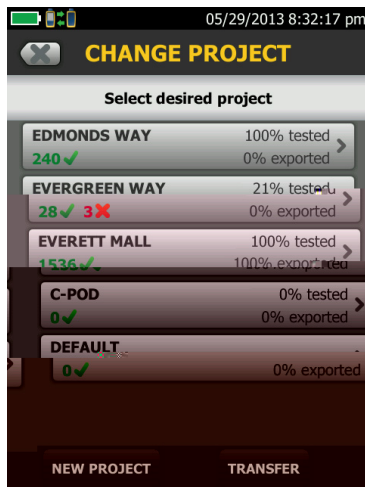 05/29/2013 8:32:17 pm
CHANGE PROJECT
Select desired project
EDMONDS WAY 100% tested
240 0% exported
EVERGREEN WAY 21% tested
28 3 0% exported
EVERETT MALL 100% tested
1536 100% exported
C-POD 0% tested
0 0% exported
DEFAULT
0 0% exported
NEW PROJECT TRANSFER